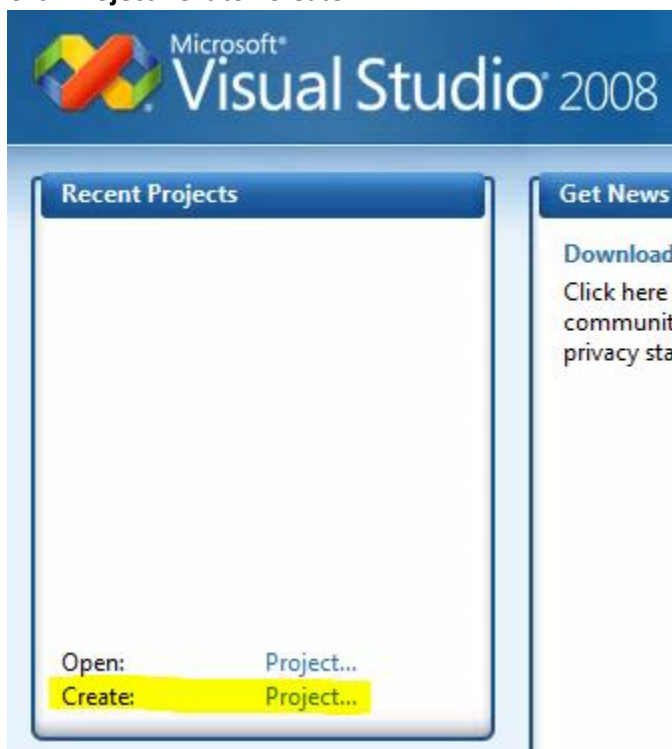 Microsoft®
Visual Studio® 2008
Recent Projects
Get News
Download
Click here
communit
privacy sta
Open: Project...
Create: Project...